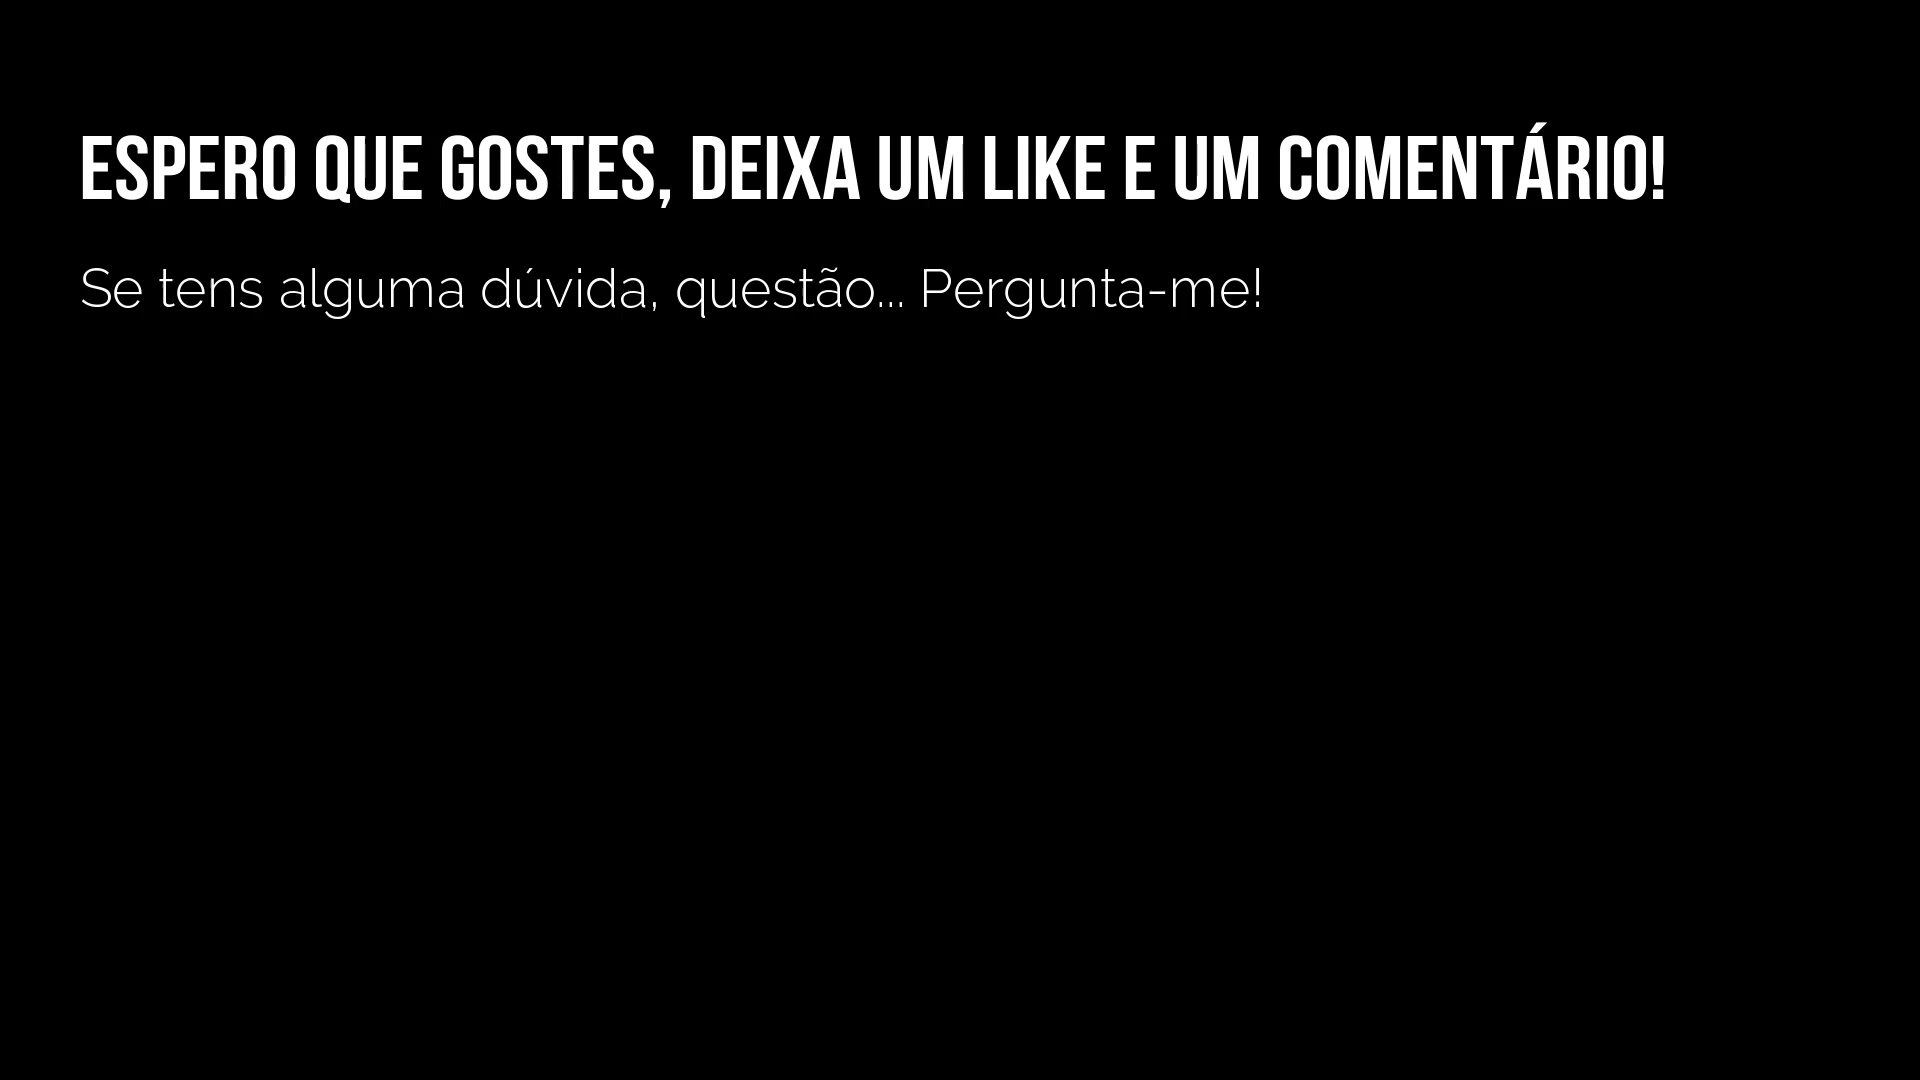 ESPERO QUE GOSTES, DEIXA UM LIKE E UM COMENTÁRIO!
Se tens alguma dúvida, questão... Pergunta-me!